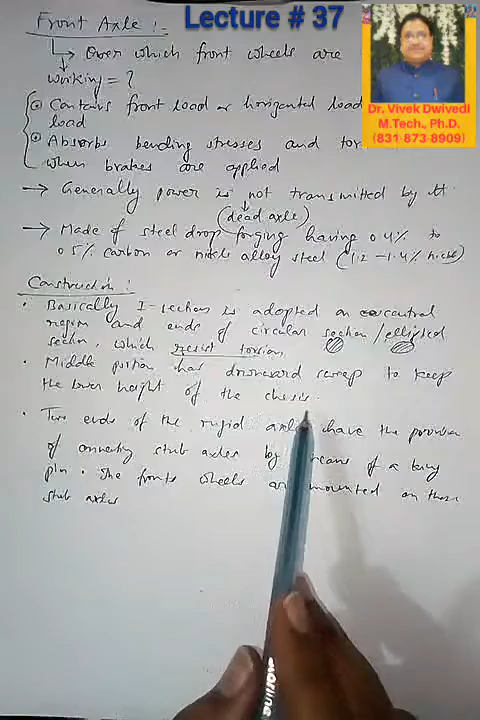 Lecture # 37
Front Axle :-
Dr. Vivek Dwivedi
M.Tech., Ph.D.
(831-873-8909)
↳ Over which front wheels are
working = ?
Contains front load or horizontal load
load
Absorbs bending stresses and tor
when brakes are applied
→ Generally power is not transmitted by it
(dead axle)
→ Made of steel drop forging having 0.4% to
0.5% carbon or nickle alloy steel (1.2-1.4% nickel)
Construction :
• Basically I-section is adopted on central
region and ends of circular section/elliptical
section, which resist torsion
• Middle portion has downward sweep to keep
the lower height of the chassis.
• Two ends of the rigid axle have the provision
of connecting stub axles by means of a king
pin. The front wheels are mounted on these
stub axles